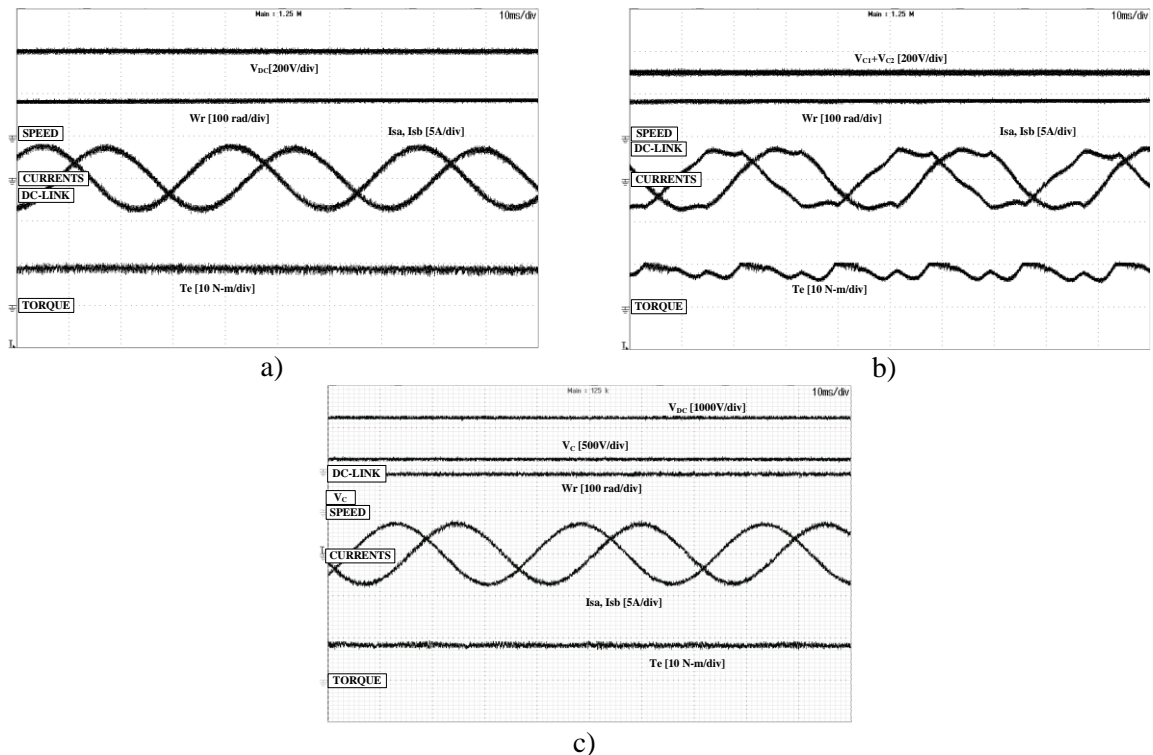 Main : 1.25 M
10ms/div
V_DC [200V/div]
Wr [100 rad/div]
SPEED
Isa, Isb [5A/div]
CURRENTS
DC-LINK
Te [10 N-m/div]
TORQUE
a)
Main : 1.25 M
10ms/div
V_C1+V_C2 [200V/div]
Wr [100 rad/div]
SPEED
Isa, Isb [5A/div]
DC-LINK
CURRENTS
Te [10 N-m/div]
TORQUE
b)
Main : 125 k
10ms/div
V_DC [1000V/div]
V_C [500V/div]
DC-LINK
Wr [100 rad/div]
V_C
SPEED
CURRENTS
Isa, Isb [5A/div]
Te [10 N-m/div]
TORQUE
c)